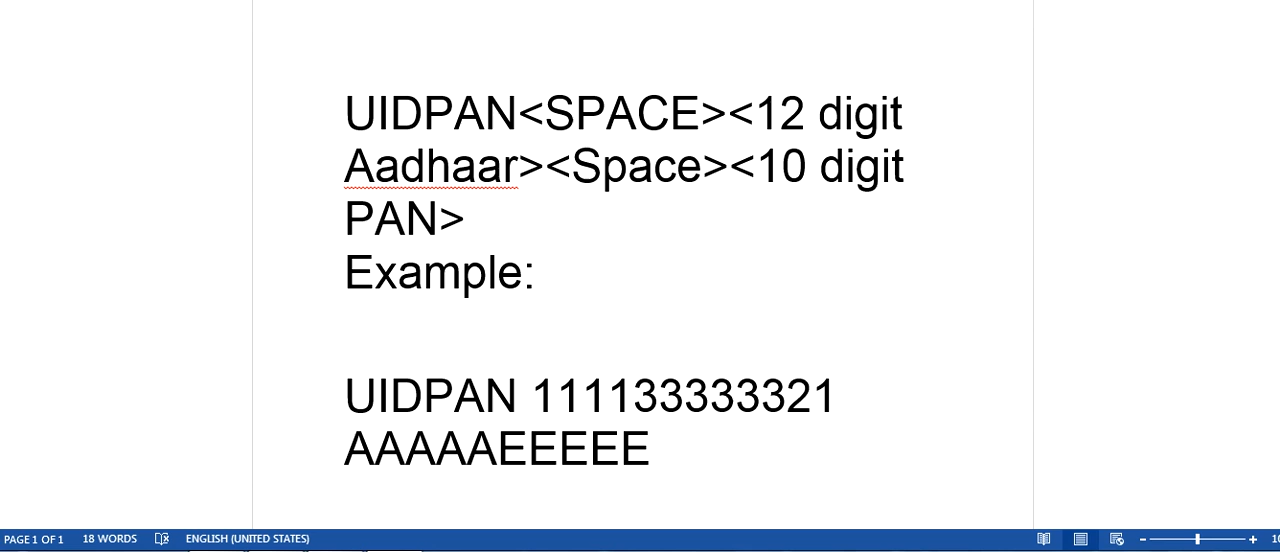 UIDPAN<SPACE><12 digit
Aadhaar><Space><10 digit
PAN>
Example:
UIDPAN 111133333321
AAAAAEEEEE
PAGE 1 OF 1 18 WORDS ENGLISH (UNITED STATES)